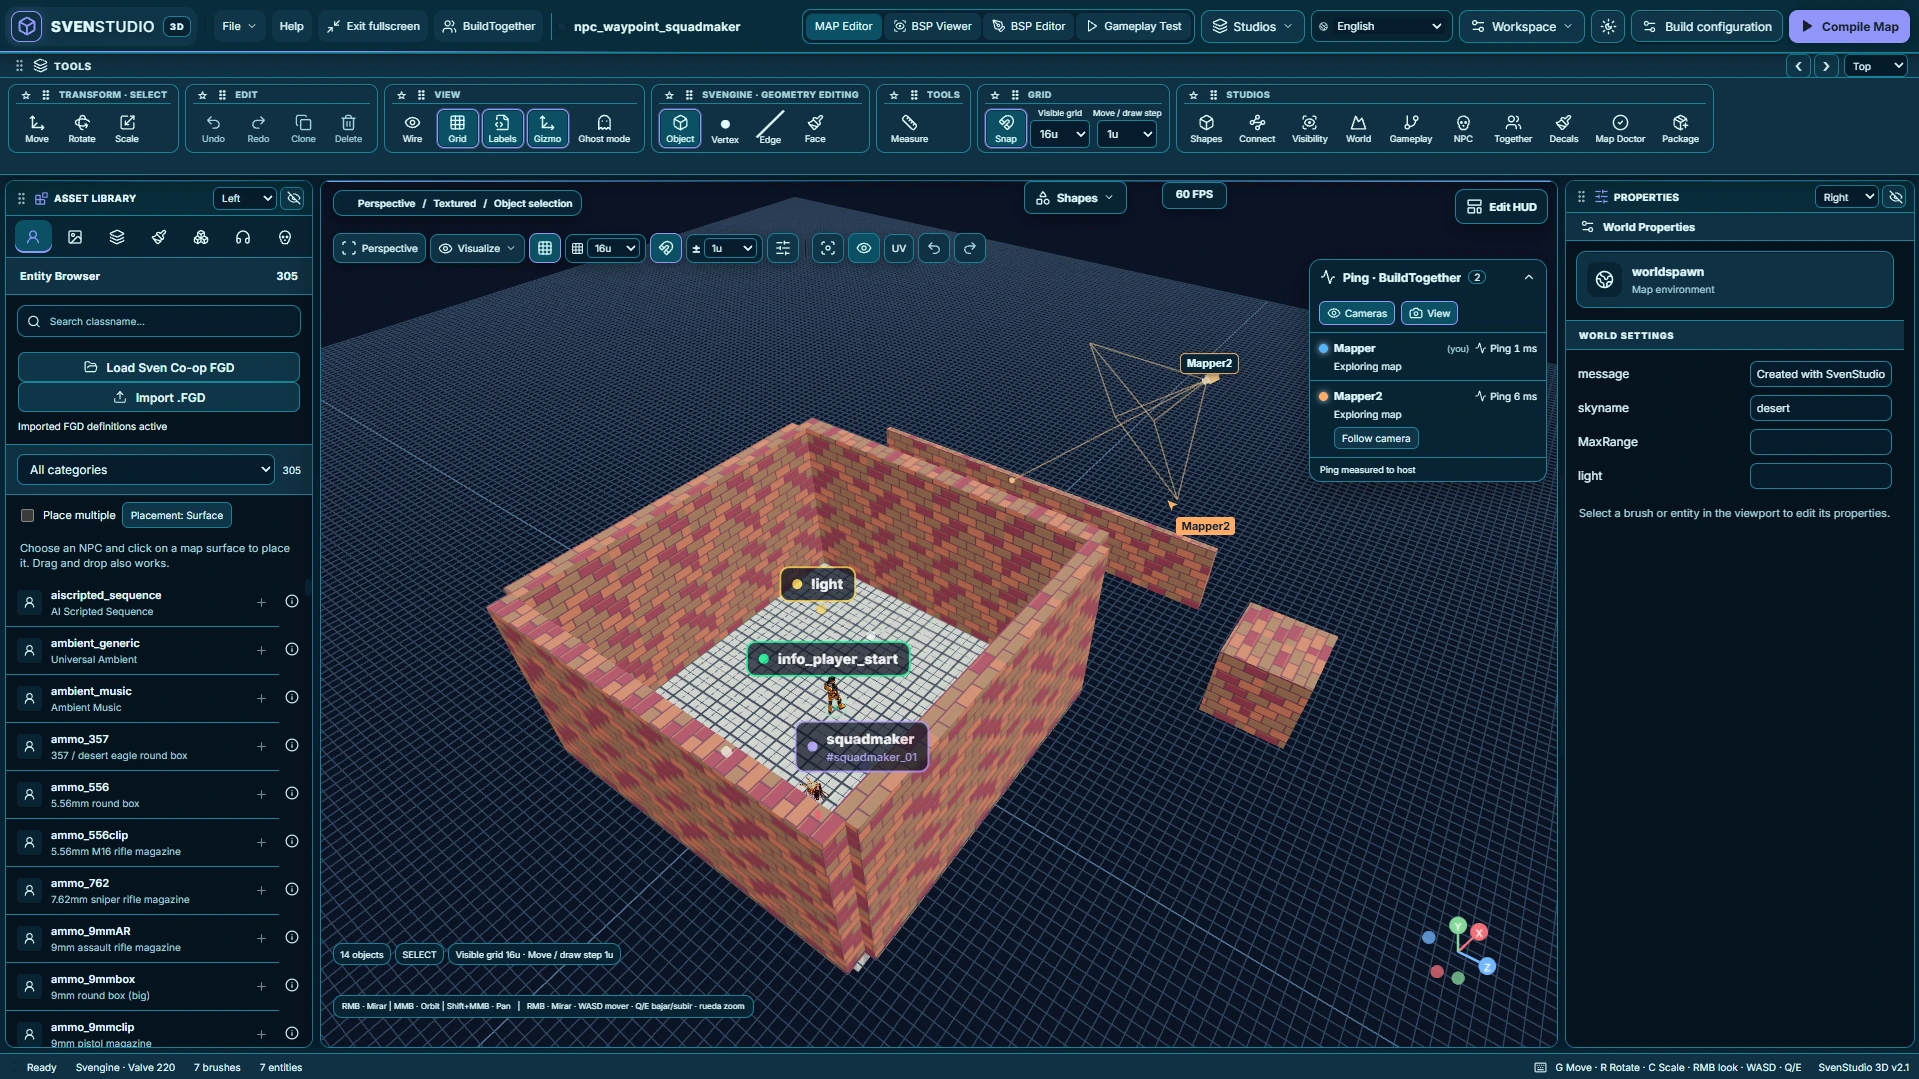 SVENSTUDIO 3D
File
Help
Exit fullscreen
BuildTogether
npc_waypoint_squadmaker
MAP Editor
BSP Viewer
BSP Editor
Gameplay Test
Studios
English
Workspace
Build configuration
Compile Map
TOOLS
Top
TRANSFORM · SELECT
EDIT
VIEW
SVENGINE · GEOMETRY EDITING
TOOLS
GRID
STUDIOS
Move
Rotate
Scale
Undo
Redo
Clone
Delete
Wire
Grid
Labels
Gizmo
Ghost mode
Object
Vertex
Edge
Face
Measure
Snap
Visible grid
16u
Move / draw step
1u
Shapes
Connect
Visibility
World
Gameplay
NPC
Together
Decals
Map Doctor
Package
ASSET LIBRARY
Left
Entity Browser
305
Search classname...
Load Sven Co-op FGD
Import .FGD
Imported FGD definitions active
All categories
305
Place multiple
Placement: Surface
Choose an NPC and click on a map surface to place
it. Drag and drop also works.
aiscripted_sequence
AI Scripted Sequence
ambient_generic
Universal Ambient
ambient_music
Ambient Music
ammo_357
357 / desert eagle round box
ammo_556
5.56mm round box
ammo_556clip
5.56mm M16 rifle magazine
ammo_762
7.62mm sniper rifle magazine
ammo_9mmAR
9mm assault rifle magazine
ammo_9mmbox
9mm round box (big)
ammo_9mmclip
9mm pistol magazine
Perspective / Textured / Object selection
Shapes
60 FPS
Edit HUD
Perspective
Visualize
16u
± 1u
UV
Ping · BuildTogether 2
Cameras
View
Mapper
(you) Ping 1 ms
Exploring map
Mapper2
Ping 6 ms
Exploring map
Follow camera
Ping measured to host
Mapper2
Mapper2
light
info_player_start
squadmaker
#squadmaker_01
Y
X
Z
14 objects
SELECT
Visible grid 16u · Move / draw step 1u
RMB · Mirar | MMB · Orbit | Shift+MMB · Pan | RMB · Mirar · WASD mover · Q/E bajar/subir · rueda zoom
PROPERTIES
Right
World Properties
worldspawn
Map environment
WORLD SETTINGS
message
Created with SvenStudio
skyname
desert
MaxRange
light
Select a brush or entity in the viewport to edit its properties.
Ready
Svengine · Valve 220
7 brushes
7 entities
G Move · R Rotate · C Scale · RMB look · WASD · Q/E
SvenStudio 3D v2.1